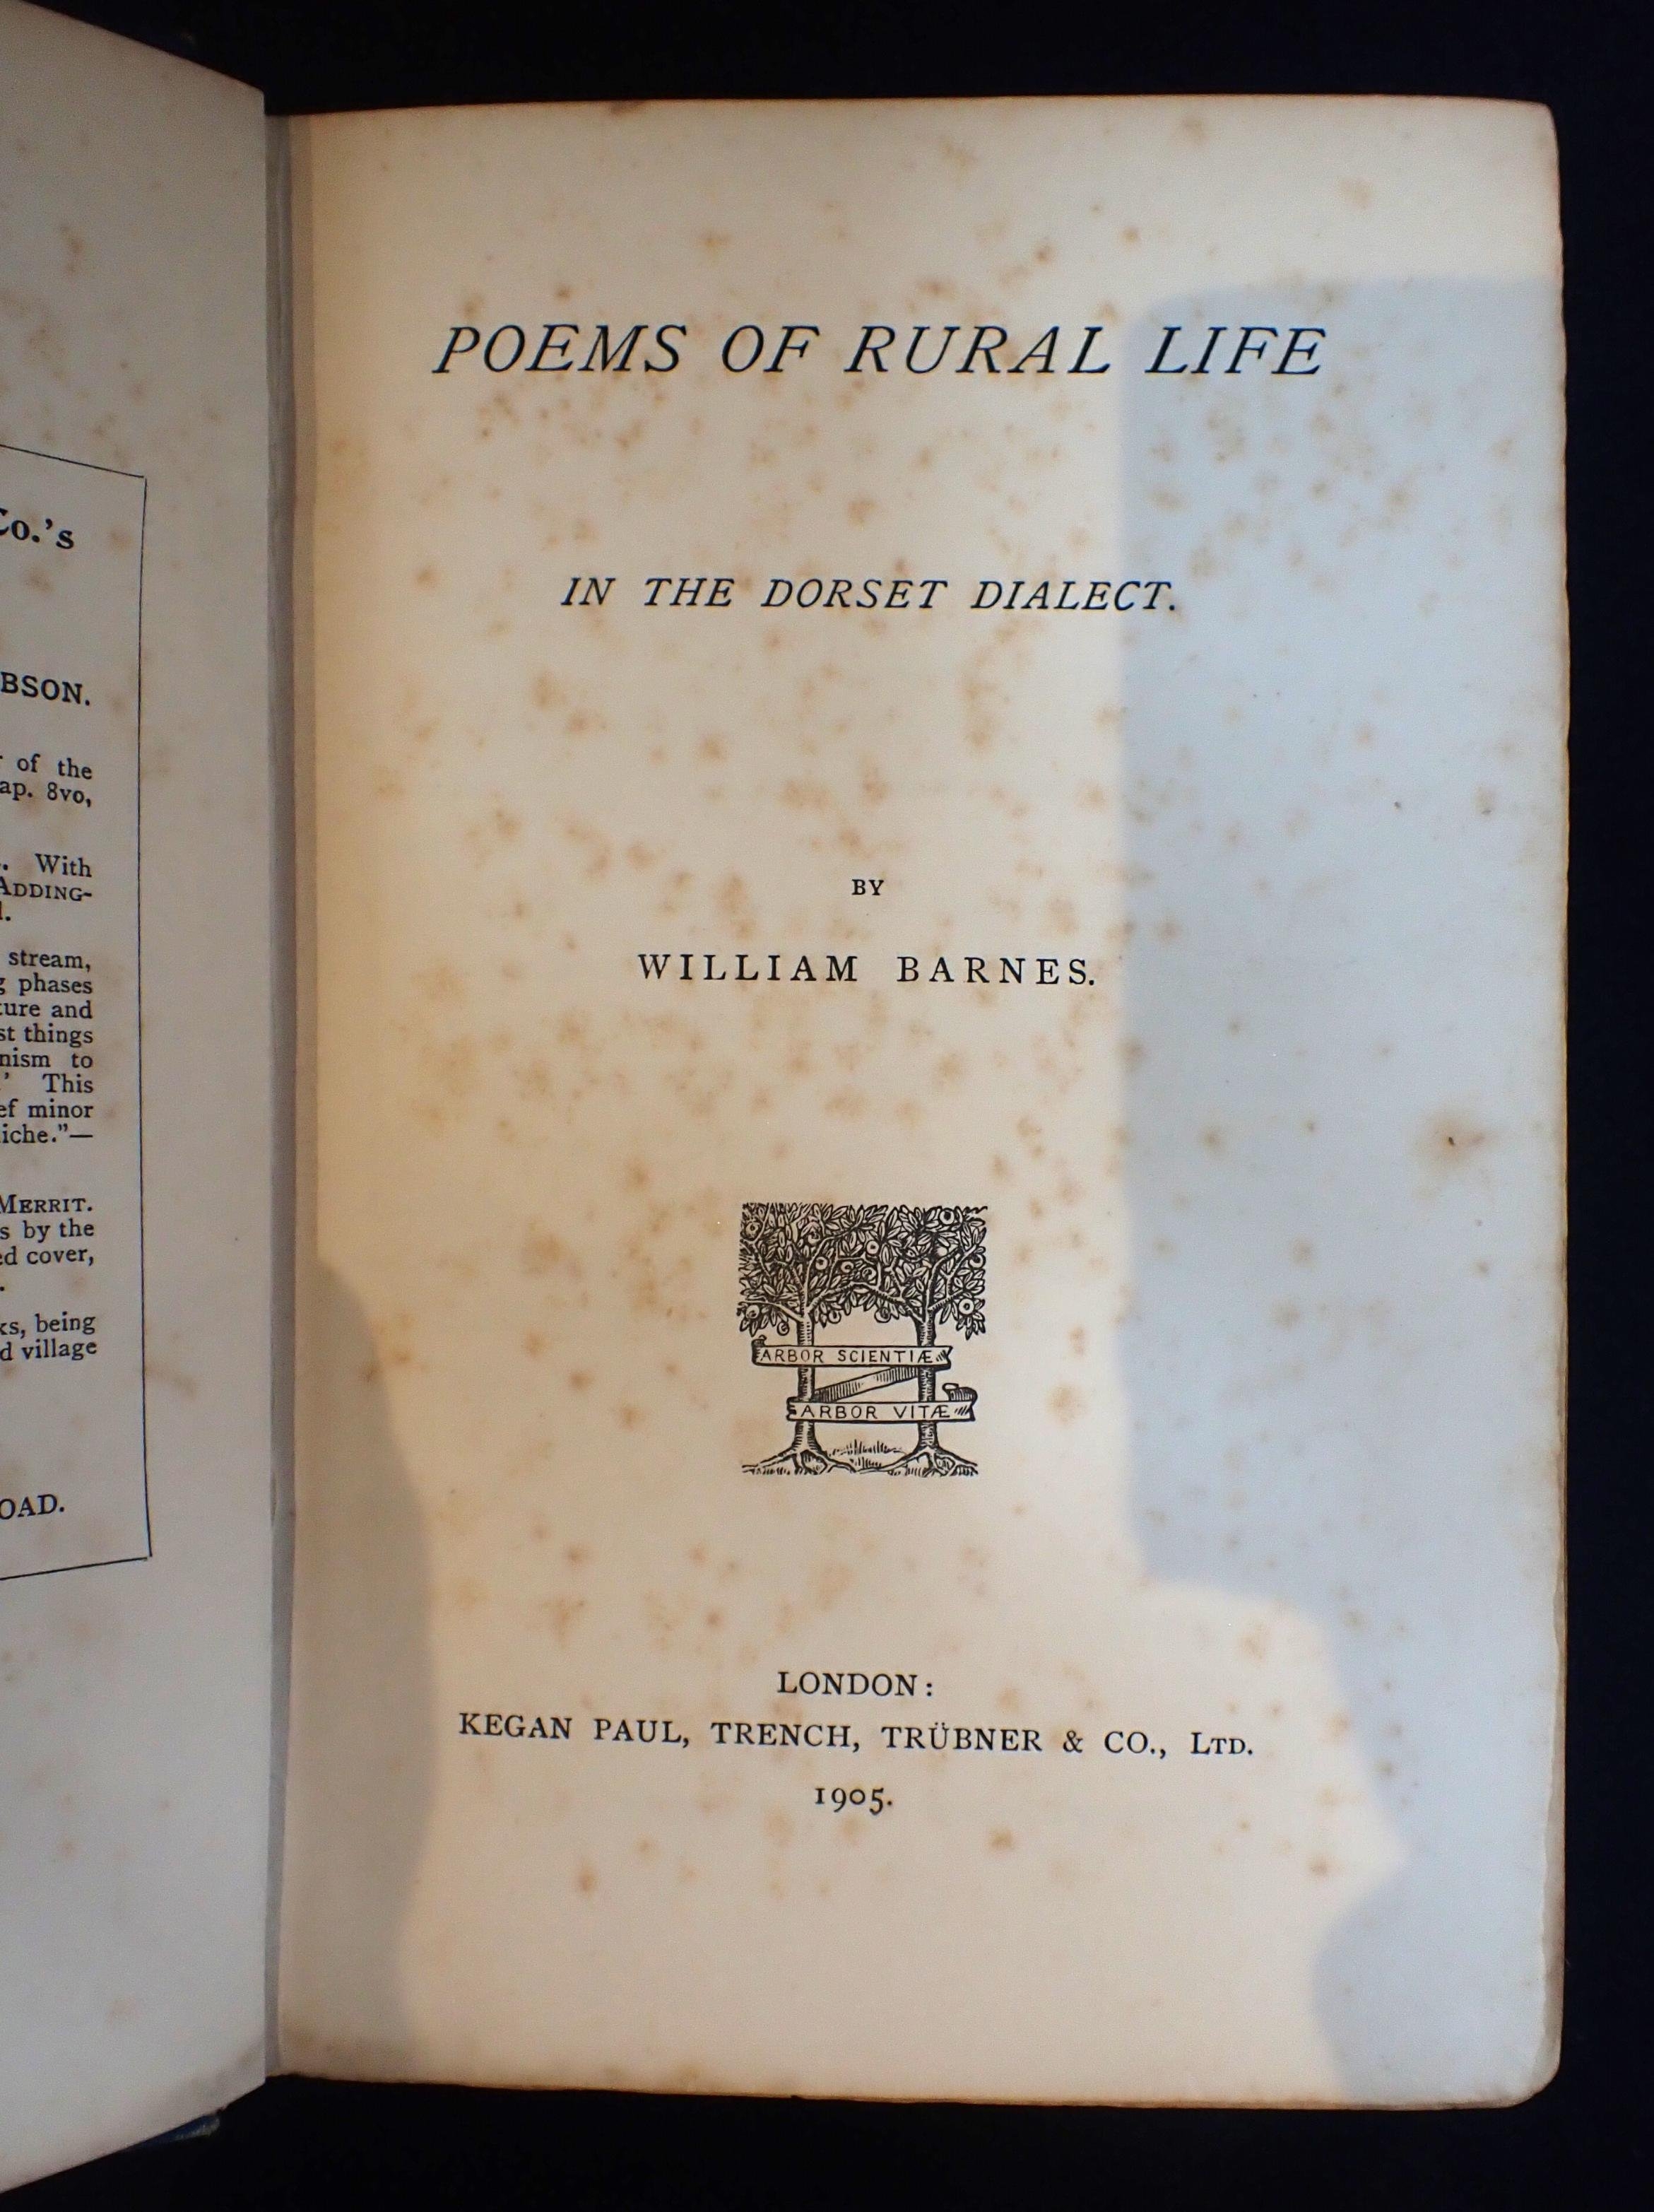 Co.'s
BSON.
of the
ap. 8vo,
With
ADDING-
stream,
phases
ture and
st things
nism to
' This
ef minor
iche."—
MERRIT.
s by the
ed cover,
ks, being
d village
OAD.
POEMS OF RURAL LIFE
IN THE DORSET DIALECT.
BY
WILLIAM BARNES.
ARBOR SCIENTIÆ
ARBOR VITÆ
LONDON:
KEGAN PAUL, TRENCH, TRÜBNER & CO., LTD.
1905.